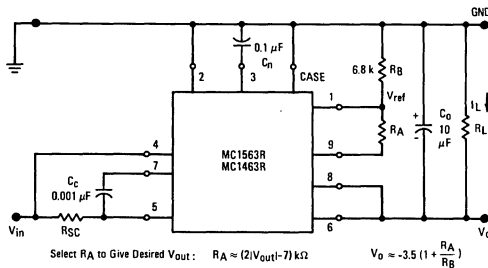 GND
0.1 μF
Cn
2
3
CASE
6.8 k
RB
Vref
1
RA
9
+
Co
10
μF
-
IL
RL
MC1563R
MC1463R
4
7
Cc
0.001 μF
8
5
6
Vin
RSC
Select RA to Give Desired Vout: RA ≈ (2|Vout|-7) kΩ
Vo ≈ -3.5 (1 + RA/RB)